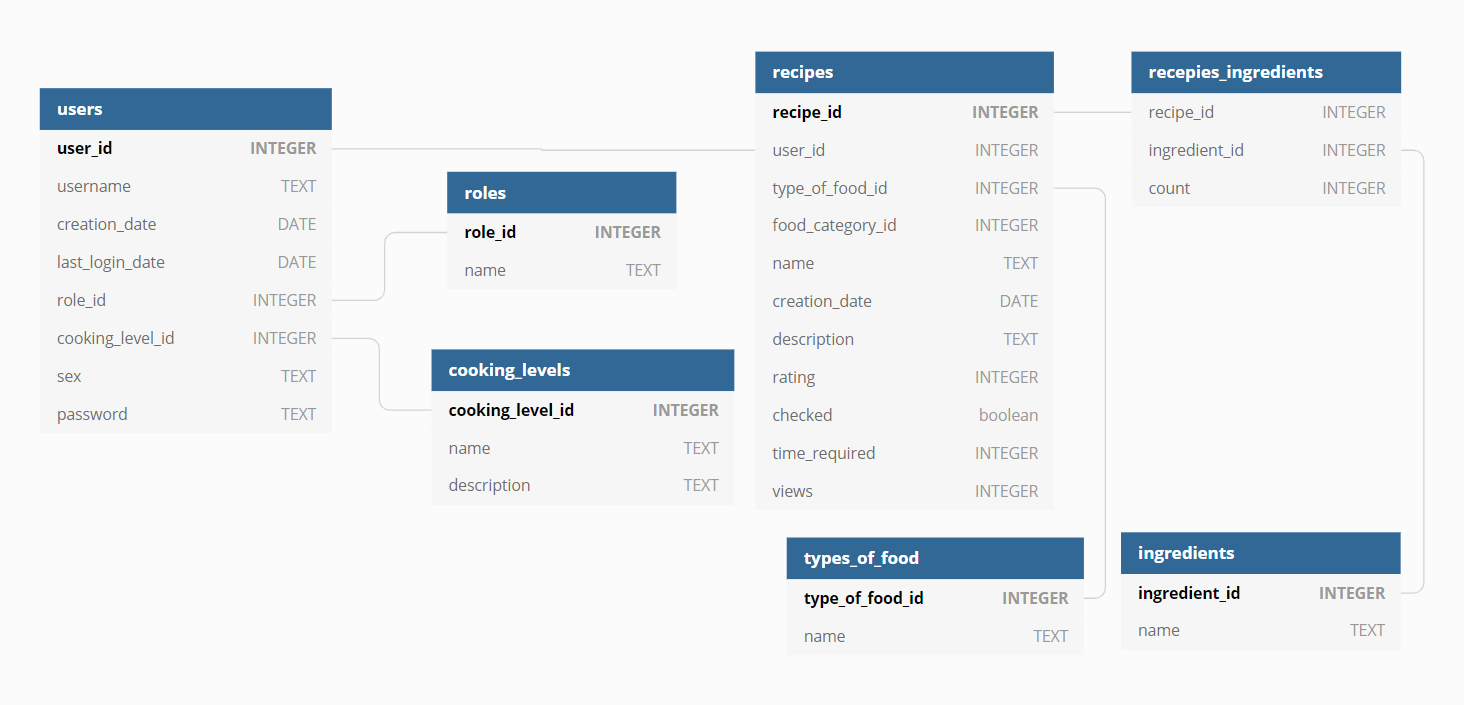 users
user_id INTEGER
username TEXT
creation_date DATE
last_login_date DATE
role_id INTEGER
cooking_level_id INTEGER
sex TEXT
password TEXT
roles
role_id INTEGER
name TEXT
cooking_levels
cooking_level_id INTEGER
name TEXT
description TEXT
recipes
recipe_id INTEGER
user_id INTEGER
type_of_food_id INTEGER
food_category_id INTEGER
name TEXT
creation_date DATE
description TEXT
rating INTEGER
checked boolean
time_required INTEGER
views INTEGER
types_of_food
type_of_food_id INTEGER
name TEXT
recepies_ingredients
recipe_id INTEGER
ingredient_id INTEGER
count INTEGER
ingredients
ingredient_id INTEGER
name TEXT